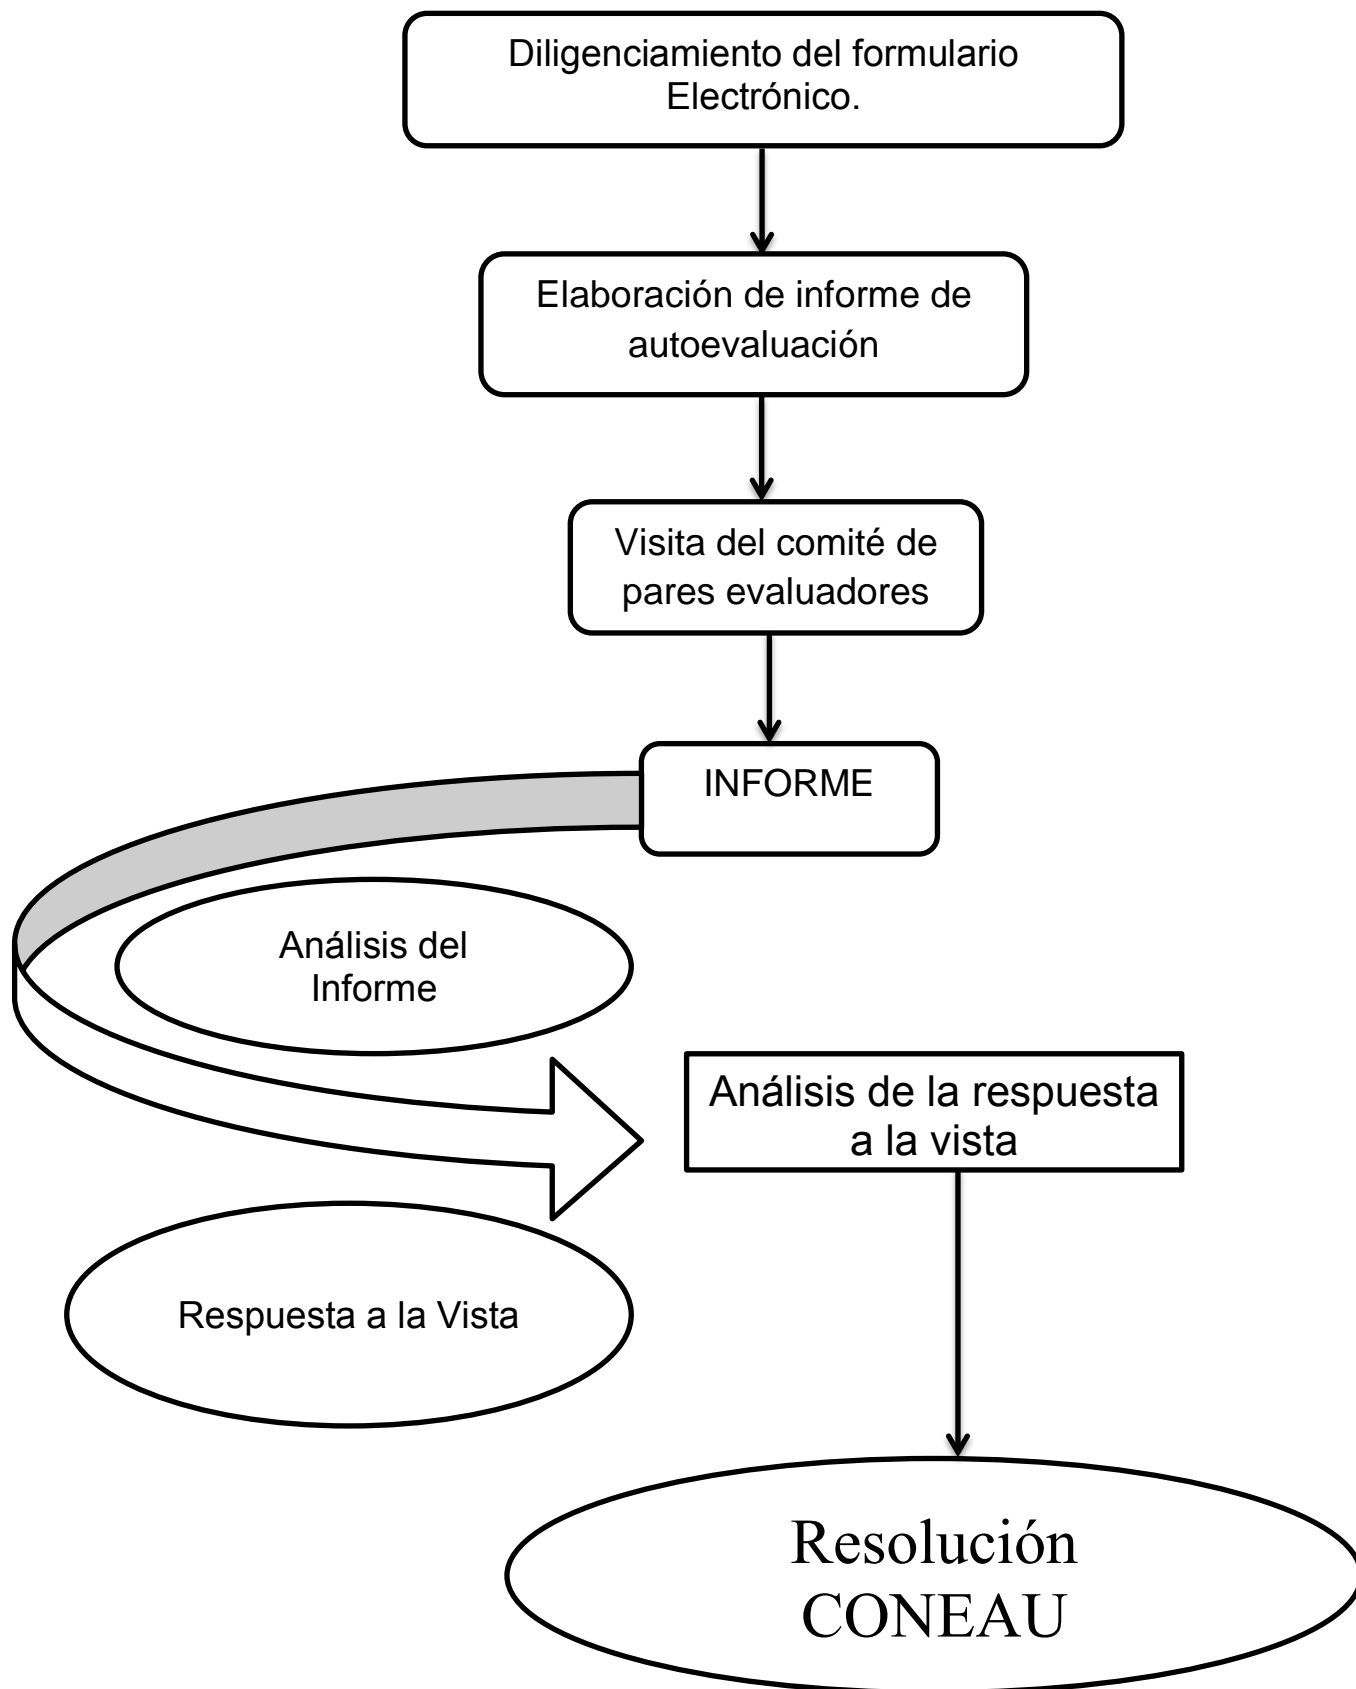 Diligenciamiento del formulario
Electrónico.
Elaboración de informe de
autoevaluación
Visita del comité de
pares evaluadores
INFORME
Análisis del
Informe
Análisis de la respuesta
a la vista
Respuesta a la Vista
Resolución
CONEAU